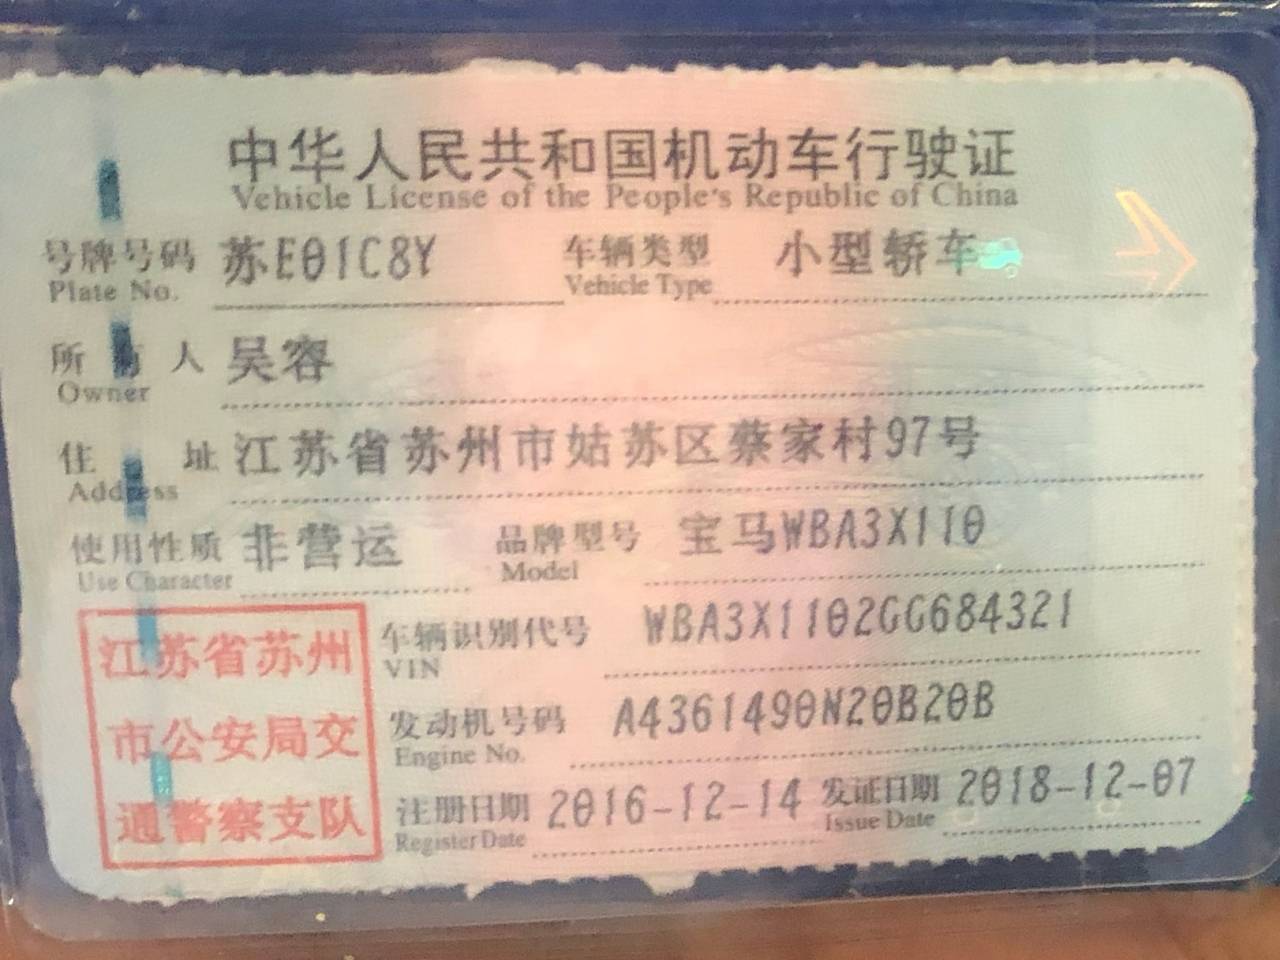 中华人民共和国机动车行驶证
Vehicle License of the People's Republic of China
号牌号码 苏E01C8Y 车辆类型 小型轿车
Plate No. Vehicle Type
所有人 吴容
Owner
住址 江苏省苏州市姑苏区蔡家村97号
Address
使用性质 非营运 品牌型号 宝马WBA3X110
Use Character Model
江苏省苏州
市公安局交
通警察支队
车辆识别代号 WBA3X1102GG684321
VIN
发动机号码 A4361490N20B20B
Engine No.
注册日期 2016-12-14 发证日期 2018-12-07
Register Date Issue Date